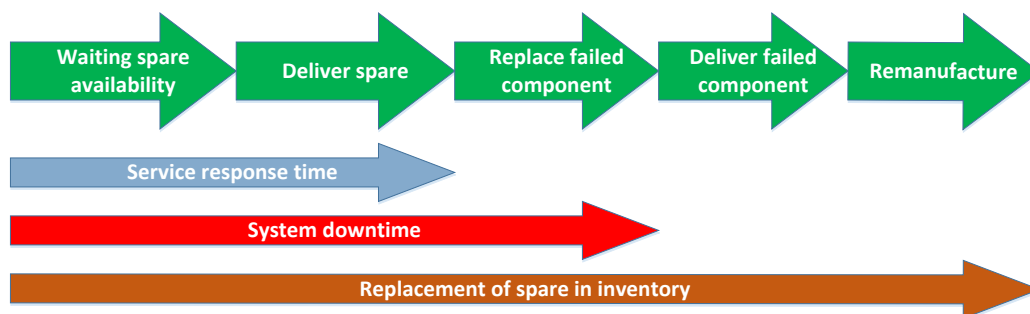 Waiting spare
availability
Deliver spare
Replace failed
component
Deliver failed
component
Remanufacture
Service response time
System downtime
Replacement of spare in inventory